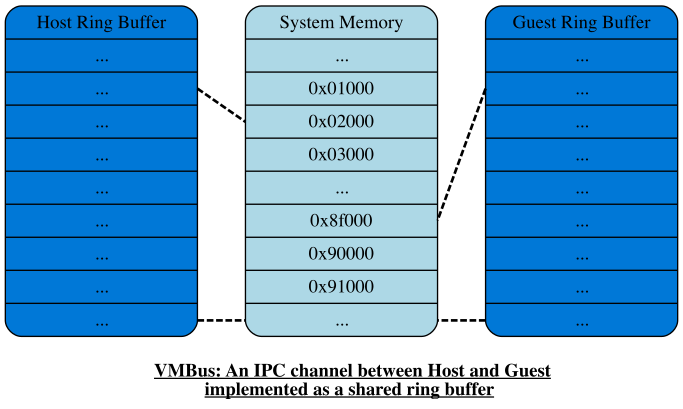 Host Ring Buffer
...
...
...
...
...
...
...
...
...
System Memory
...
0x01000
0x02000
0x03000
...
0x8f000
0x90000
0x91000
...
Guest Ring Buffer
...
...
...
...
...
...
...
...
...
VMBus: An IPC channel between Host and Guest
implemented as a shared ring buffer